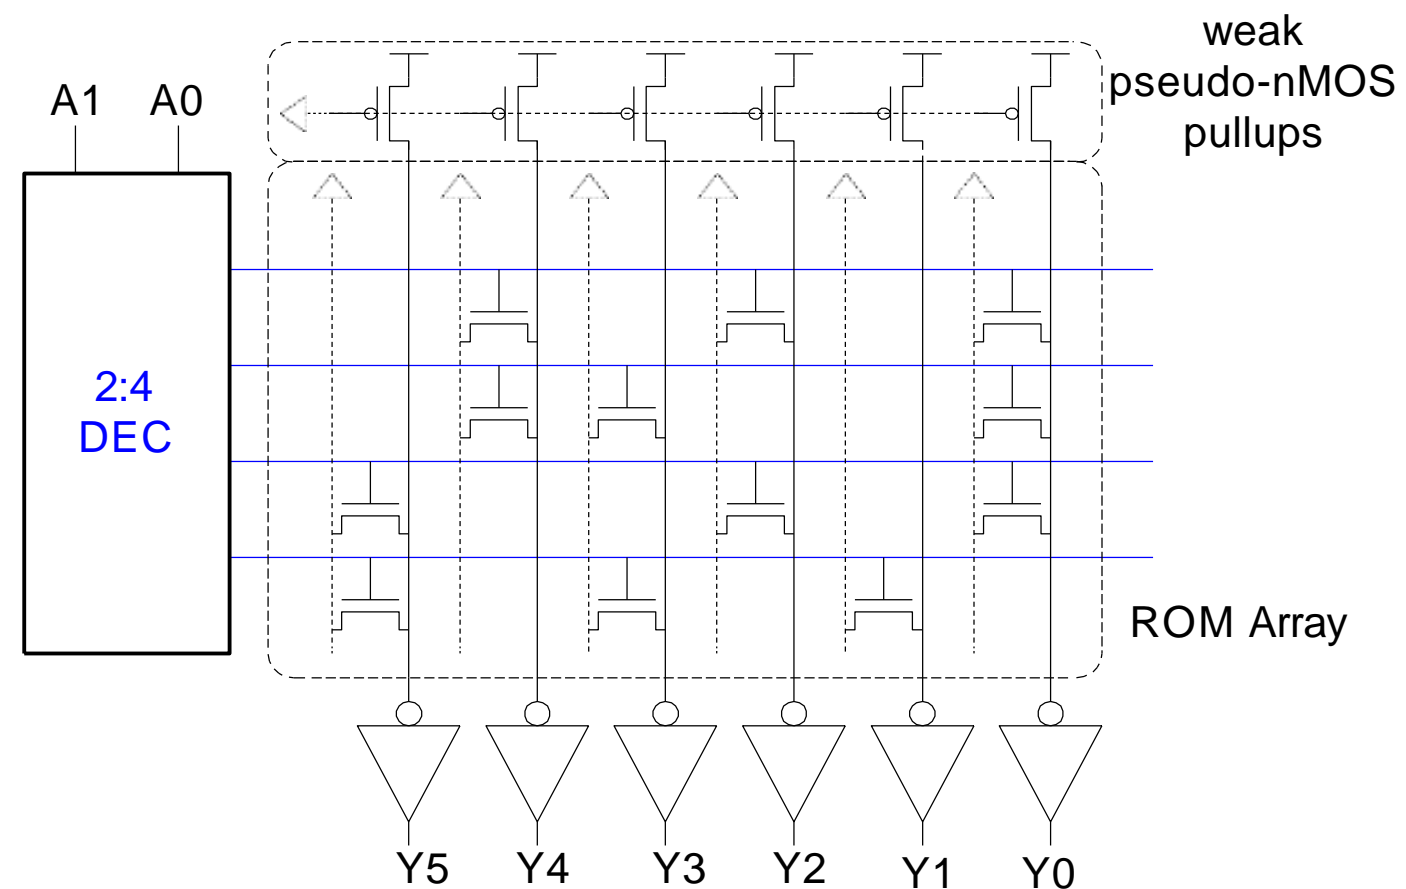 weak
pseudo-nMOS
pullups
A1 A0
2:4
DEC
ROM Array
Y5 Y4 Y3 Y2 Y1 Y0